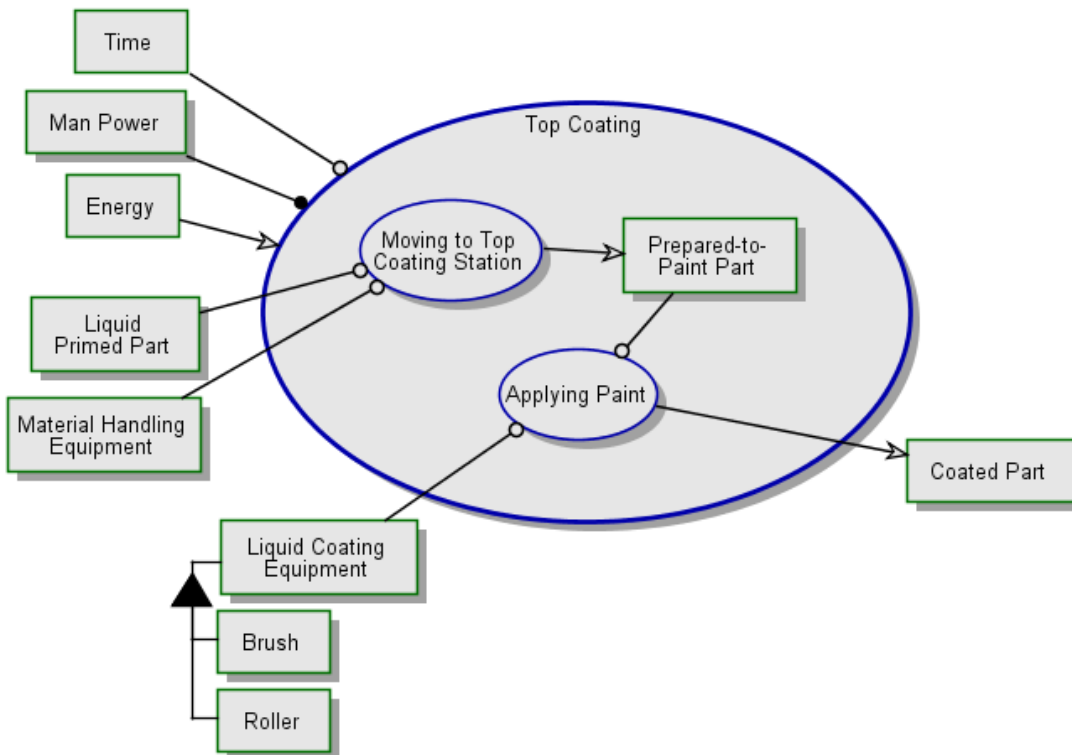 Time
Top Coating
Man Power
Energy
Moving to Top
Coating Station
Prepared-to-
Paint Part
Liquid
Primed Part
Material Handling
Equipment
Applying Paint
Coated Part
Liquid Coating
Equipment
Brush
Roller